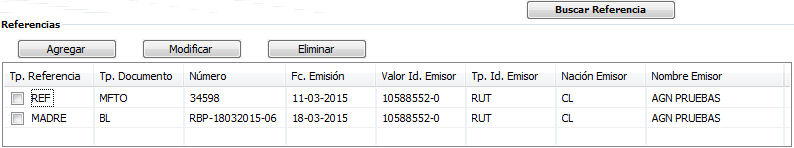 Buscar Referencia
Referencias
Agregar Modificar Eliminar
Tp. Referencia Tp. Documento Número Fc. Emisión Valor Id. Emisor Tp. Id. Emisor Nación Emisor Nombre Emisor
REF MFTO 34598 11-03-2015 10588552-0 RUT CL AGN PRUEBAS
MADRE BL RBP-18032015-06 18-03-2015 10588552-0 RUT CL AGN PRUEBAS